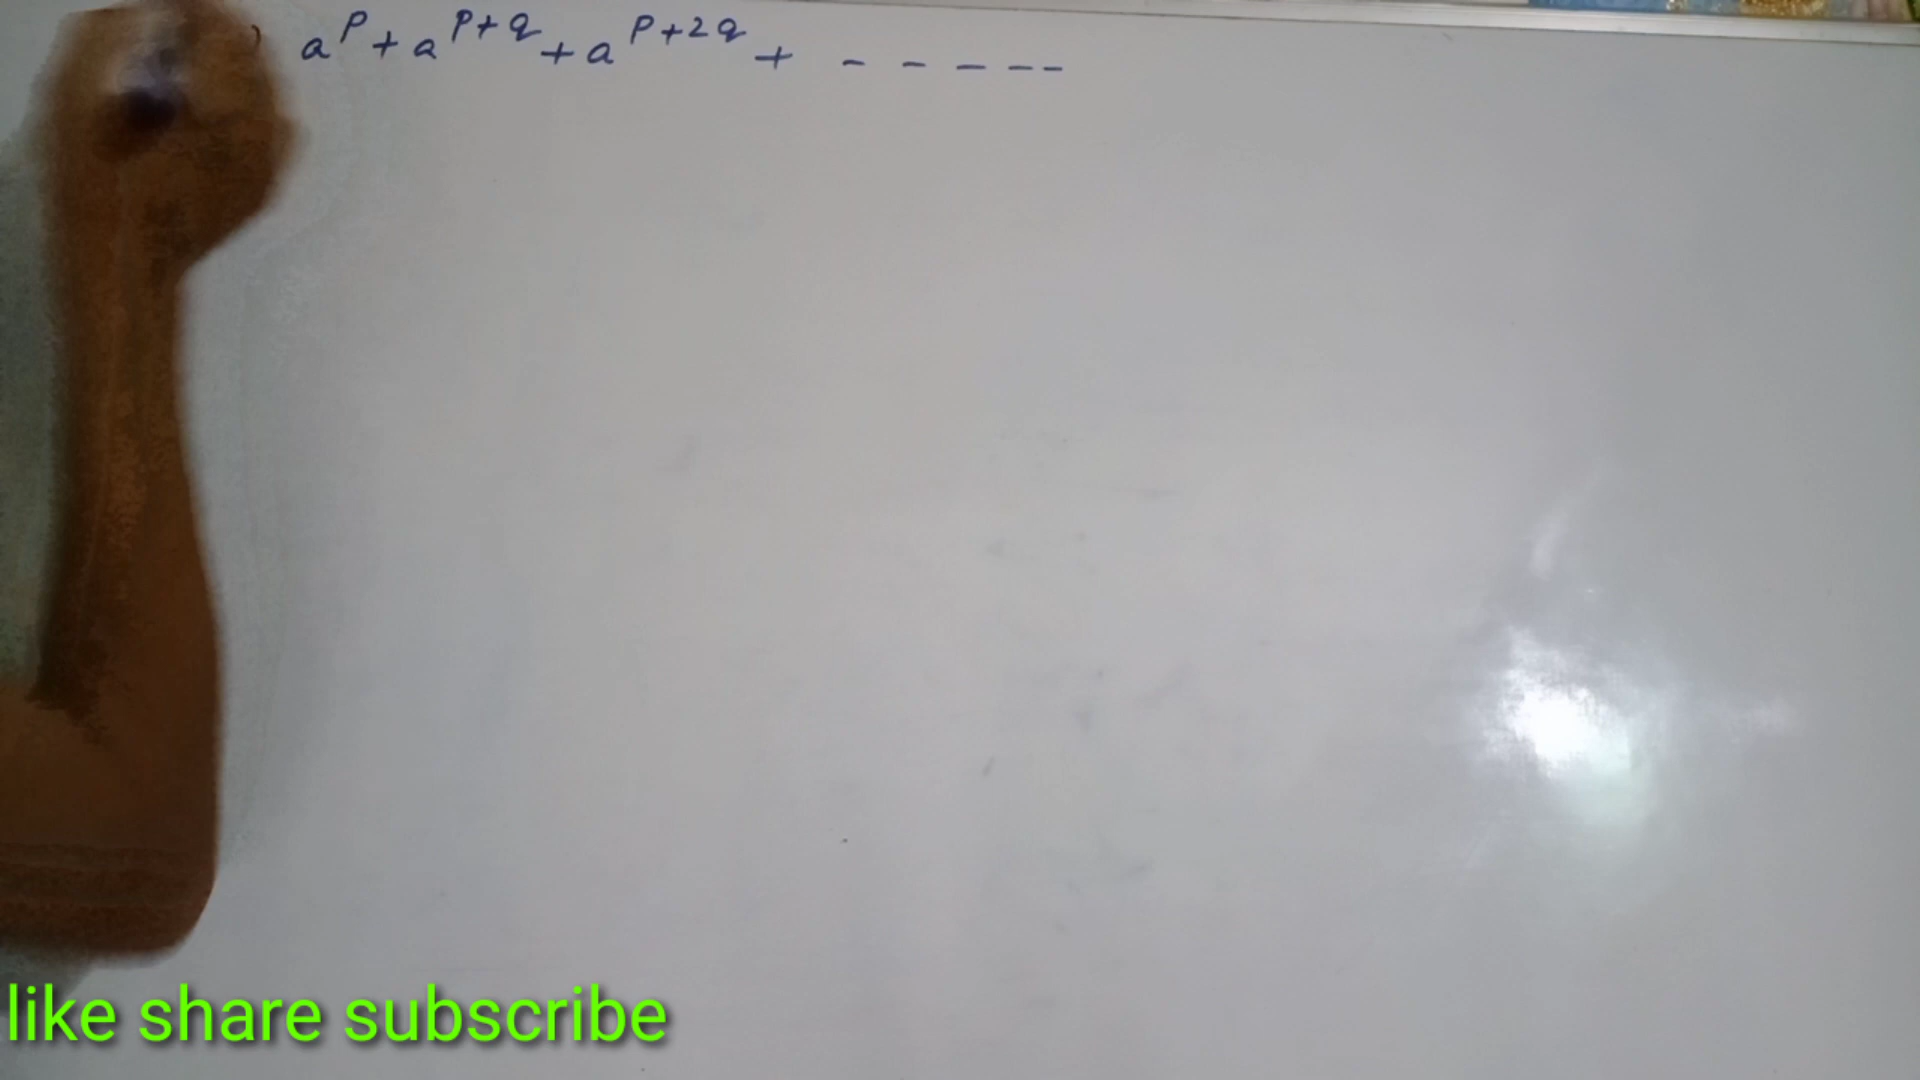 ) a^p + a^{p+q} + a^{p+2q} + - - - - -
like share subscribe